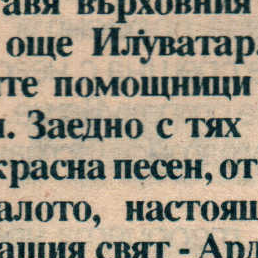 авя върховния
още Илуватар.
те помощници
Заедно с тях
красна песен, от
алото, настоящ
ащия свят - Ард